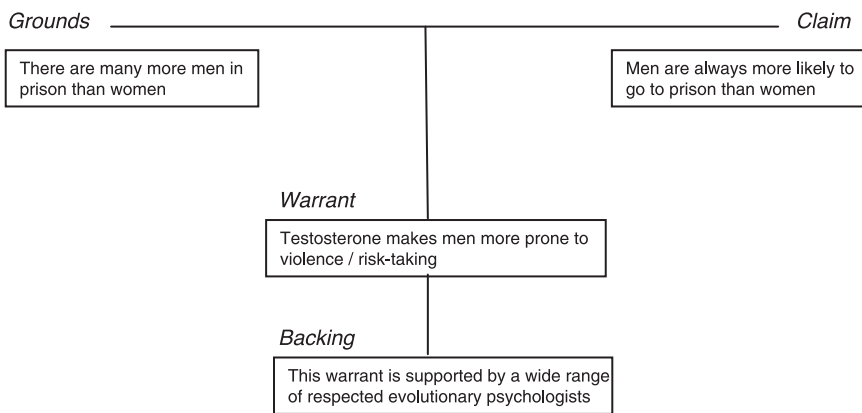 Grounds
Claim
There are many more men in
prison than women
Men are always more likely to
go to prison than women
Warrant
Testosterone makes men more prone to
violence / risk-taking
Backing
This warrant is supported by a wide range
of respected evolutionary psychologists